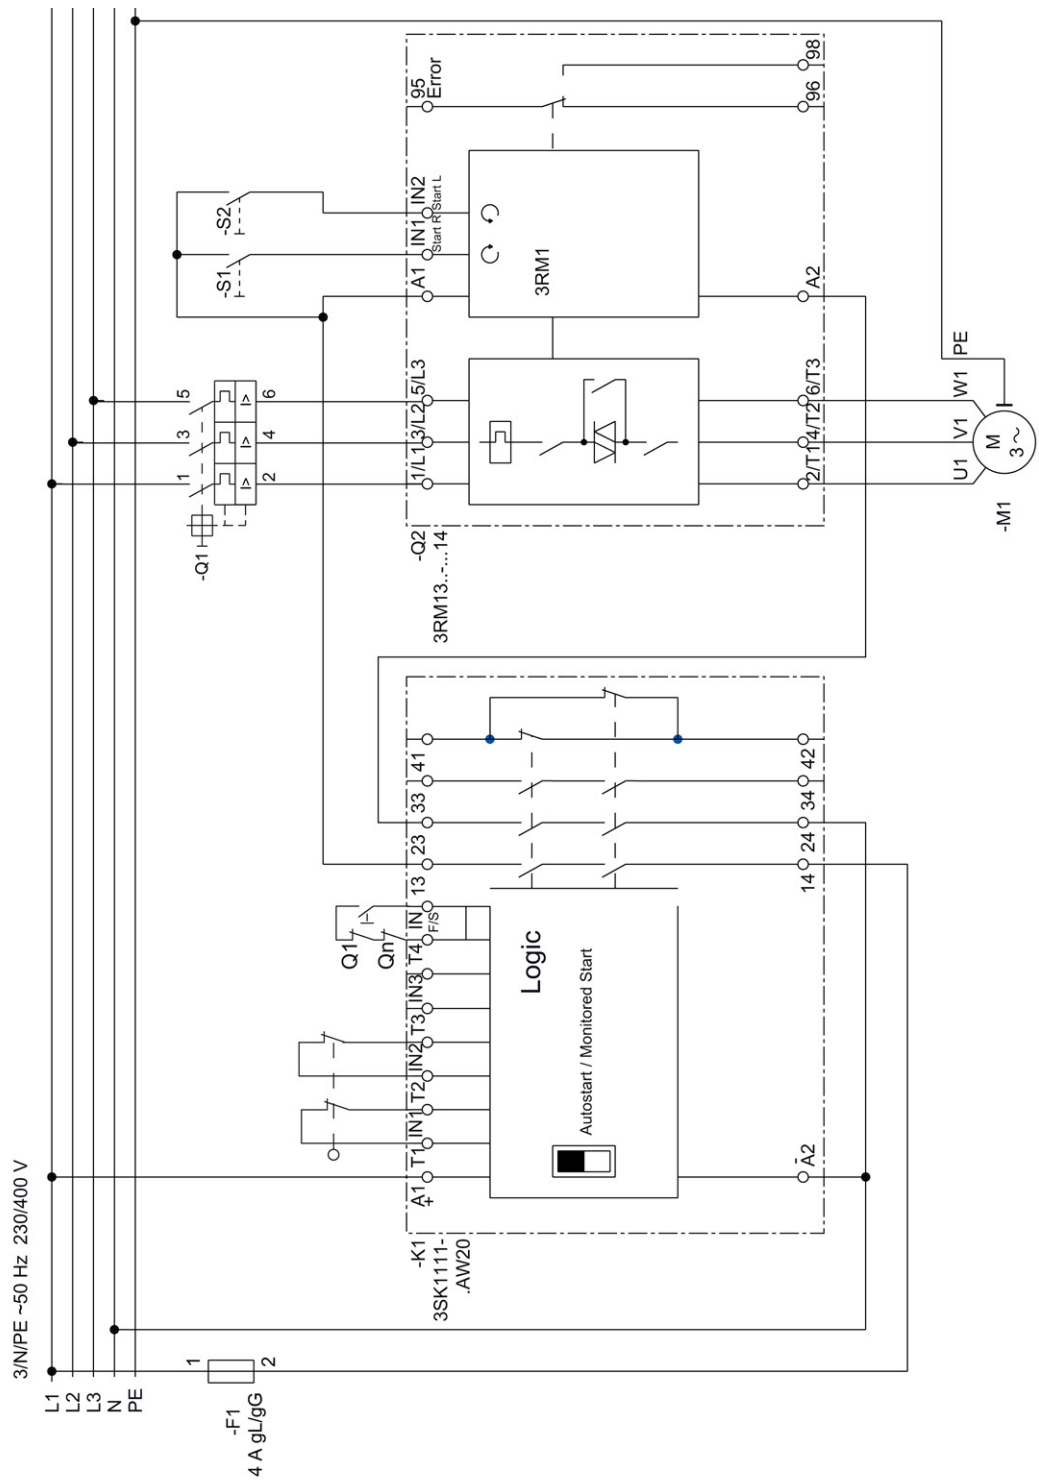 3/N/PE ~50 Hz 230/400 V
L1
L2
L3
N
PE
-F1
4 A gL/gG
1
2
-K1
3SK1111-
.AW20
A1
+
T1
IN1
T2
IN2
T3
IN3
T4
IN
F/S
13
23
33
41
Q1
Qn
Logic
Autostart / Monitored Start
-
A2
14
24
34
42
-Q1
1
3
5
I>
I>
I>
2
4
6
-S1
-S2
-Q2
3RM13..-...14
1/L1
3/L2
5/L3
A1
IN1
Start R
IN2
Start L
95
Error
3RM1
2/T1
4/T2
6/T3
A2
96
98
U1
V1
W1
PE
M
3~
-M1